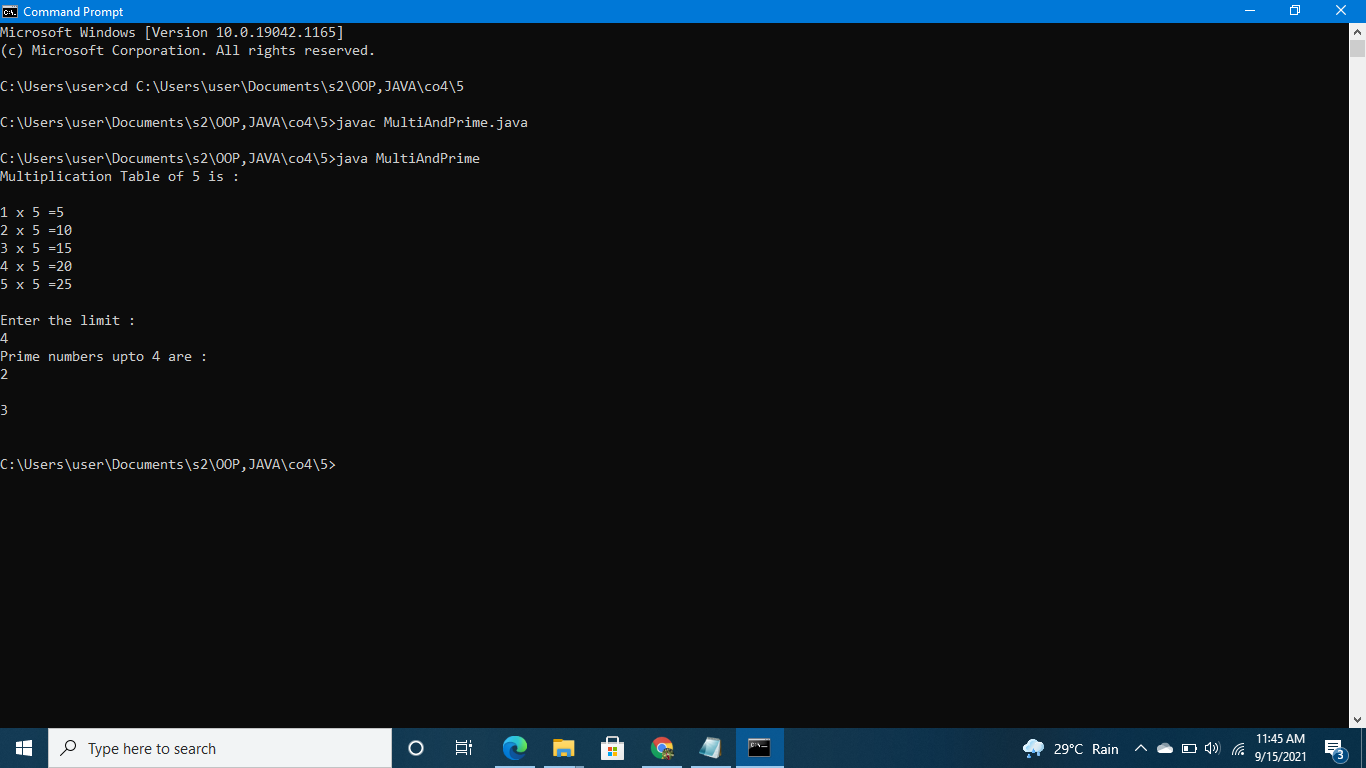 Command Prompt
Microsoft Windows [Version 10.0.19042.1165]
(c) Microsoft Corporation. All rights reserved.
C:\Users\user>cd C:\Users\user\Documents\s2\OOP,JAVA\co4\5
C:\Users\user\Documents\s2\OOP,JAVA\co4\5>javac MultiAndPrime.java
C:\Users\user\Documents\s2\OOP,JAVA\co4\5>java MultiAndPrime
Multiplication Table of 5 is :
1 x 5 =5
2 x 5 =10
3 x 5 =15
4 x 5 =20
5 x 5 =25
Enter the limit :
4
Prime numbers upto 4 are :
2
3
C:\Users\user\Documents\s2\OOP,JAVA\co4\5>
Type here to search
29°C Rain
11:45 AM
9/15/2021
3